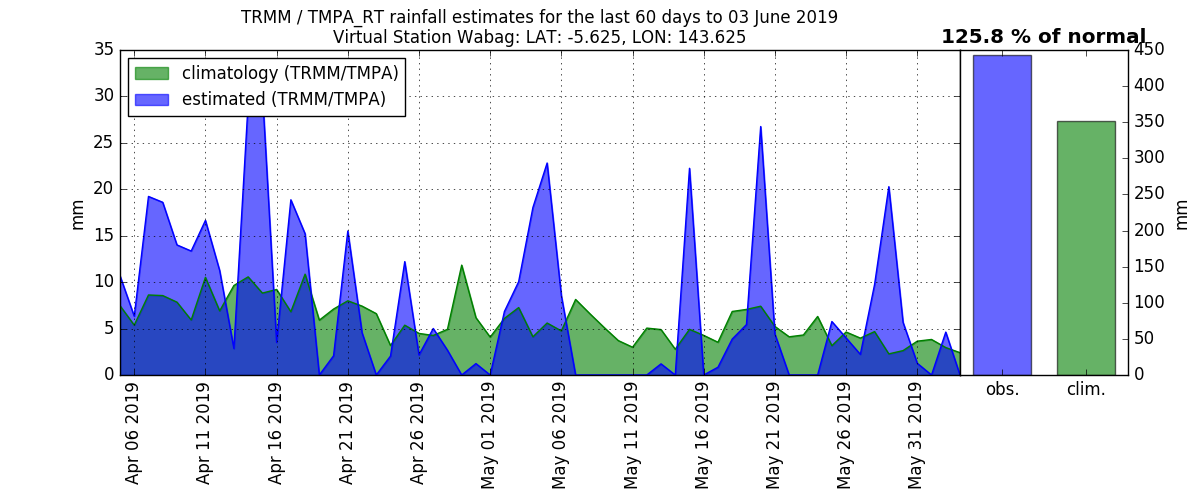 TRMM / TMPA_RT rainfall estimates for the last 60 days to 03 June 2019
Virtual Station Wabag: LAT: -5.625, LON: 143.625
125.8 % of normal
climatology (TRMM/TMPA)
estimated (TRMM/TMPA)
35
30
25
20
15
10
5
0
mm
450
400
350
300
250
200
150
100
50
0
mm
obs.
clim.
Apr 06 2019
Apr 11 2019
Apr 16 2019
Apr 21 2019
Apr 26 2019
May 01 2019
May 06 2019
May 11 2019
May 16 2019
May 21 2019
May 26 2019
May 31 2019